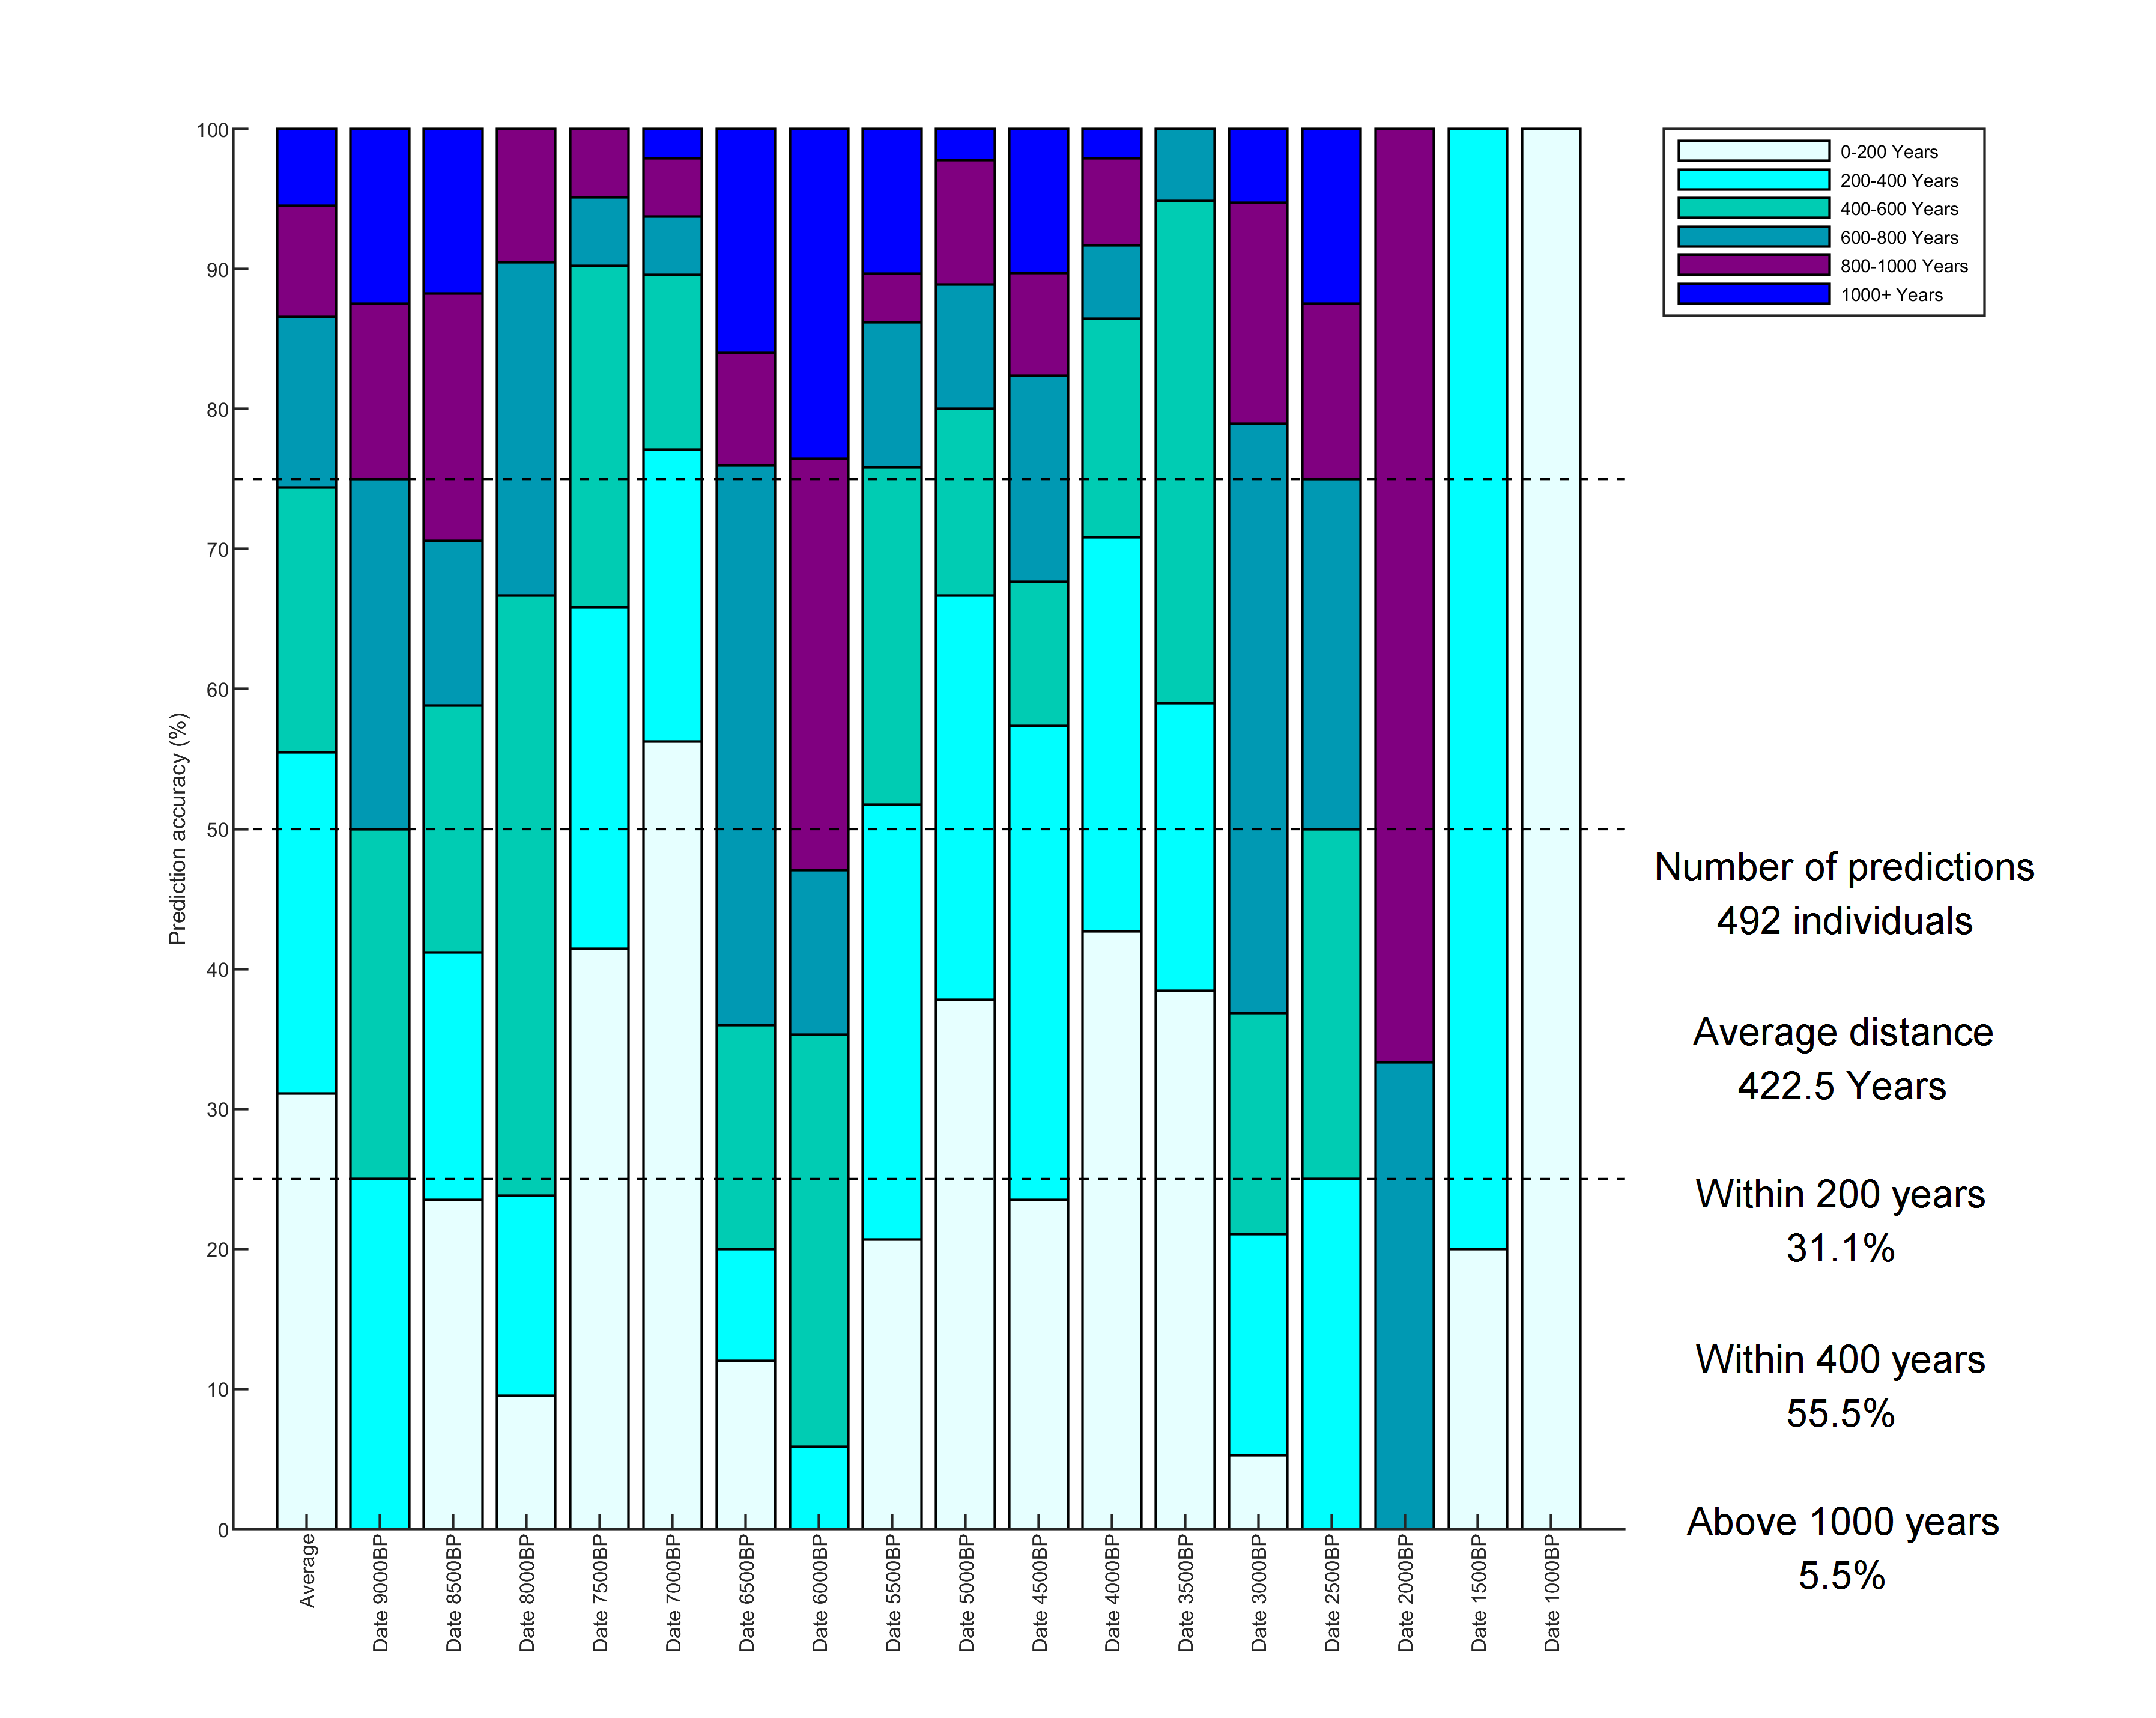 100
90
80
70
60
50
40
30
20
10
0
Prediction accuracy (%)
Average
Date 9000BP
Date 8500BP
Date 8000BP
Date 7500BP
Date 7000BP
Date 6500BP
Date 6000BP
Date 5500BP
Date 5000BP
Date 4500BP
Date 4000BP
Date 3500BP
Date 3000BP
Date 2500BP
Date 2000BP
Date 1500BP
Date 1000BP
0-200 Years
200-400 Years
400-600 Years
600-800 Years
800-1000 Years
1000+ Years
Number of predictions
492 individuals
Average distance
422.5 Years
Within 200 years
31.1%
Within 400 years
55.5%
Above 1000 years
5.5%